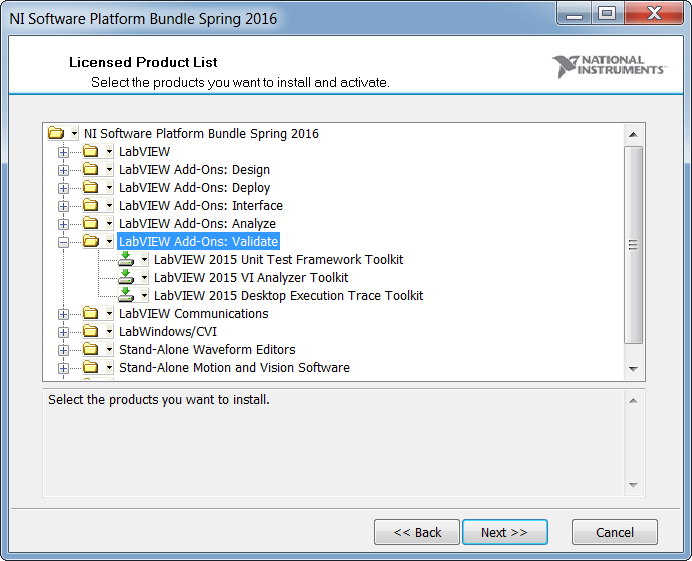 NI Software Platform Bundle Spring 2016
Licensed Product List
Select the products you want to install and activate.
NATIONAL
INSTRUMENTS
NI Software Platform Bundle Spring 2016
LabVIEW
LabVIEW Add-Ons: Design
LabVIEW Add-Ons: Deploy
LabVIEW Add-Ons: Interface
LabVIEW Add-Ons: Analyze
LabVIEW Add-Ons: Validate
LabVIEW 2015 Unit Test Framework Toolkit
LabVIEW 2015 VI Analyzer Toolkit
LabVIEW 2015 Desktop Execution Trace Toolkit
LabVIEW Communications
LabWindows/CVI
Stand-Alone Waveform Editors
Stand-Alone Motion and Vision Software
Select the products you want to install.
<< Back Next >> Cancel